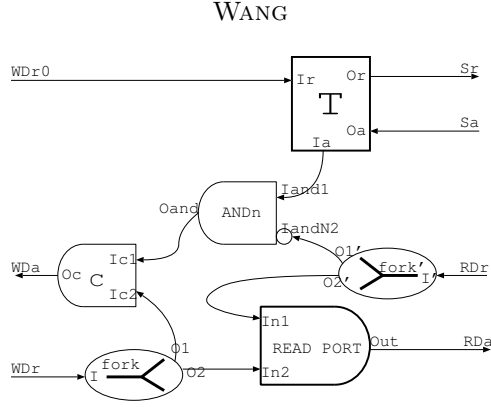 WANG
WDr0
Ir
Or
Sr
T
Oa
Sa
Ia
Iand1
Oand
ANDn
IandN2
O1'
fork'
I'
RDr
O2'
Ic1
WDa
Oc
C
Ic2
In1
READ PORT
Out
RDa
O1
WDr
I
fork
O2
In2